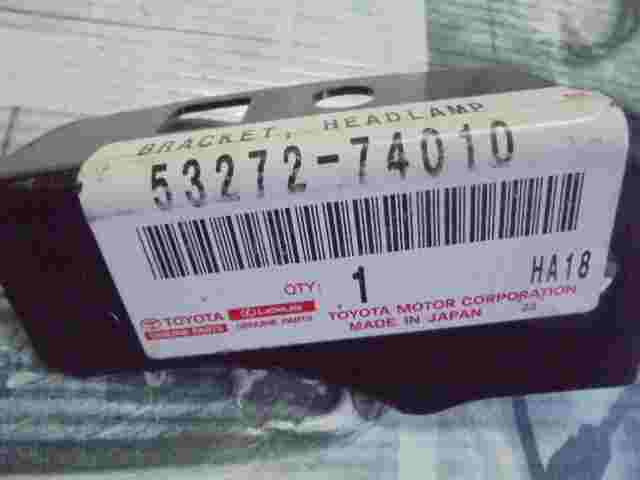 BRACKET, HEADLAMP
53272-74010
QTY: 1 HA18
TOYOTA LEXUS TOYOTA MOTOR CORPORATION
GENUINE PARTS GENUINE PARTS MADE IN JAPAN 23